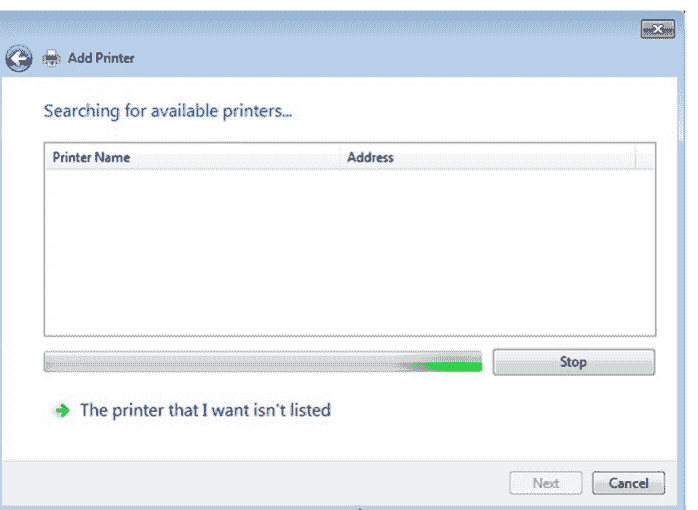 Add Printer
Searching for available printers...
Printer Name Address
Stop
The printer that I want isn't listed
Next Cancel